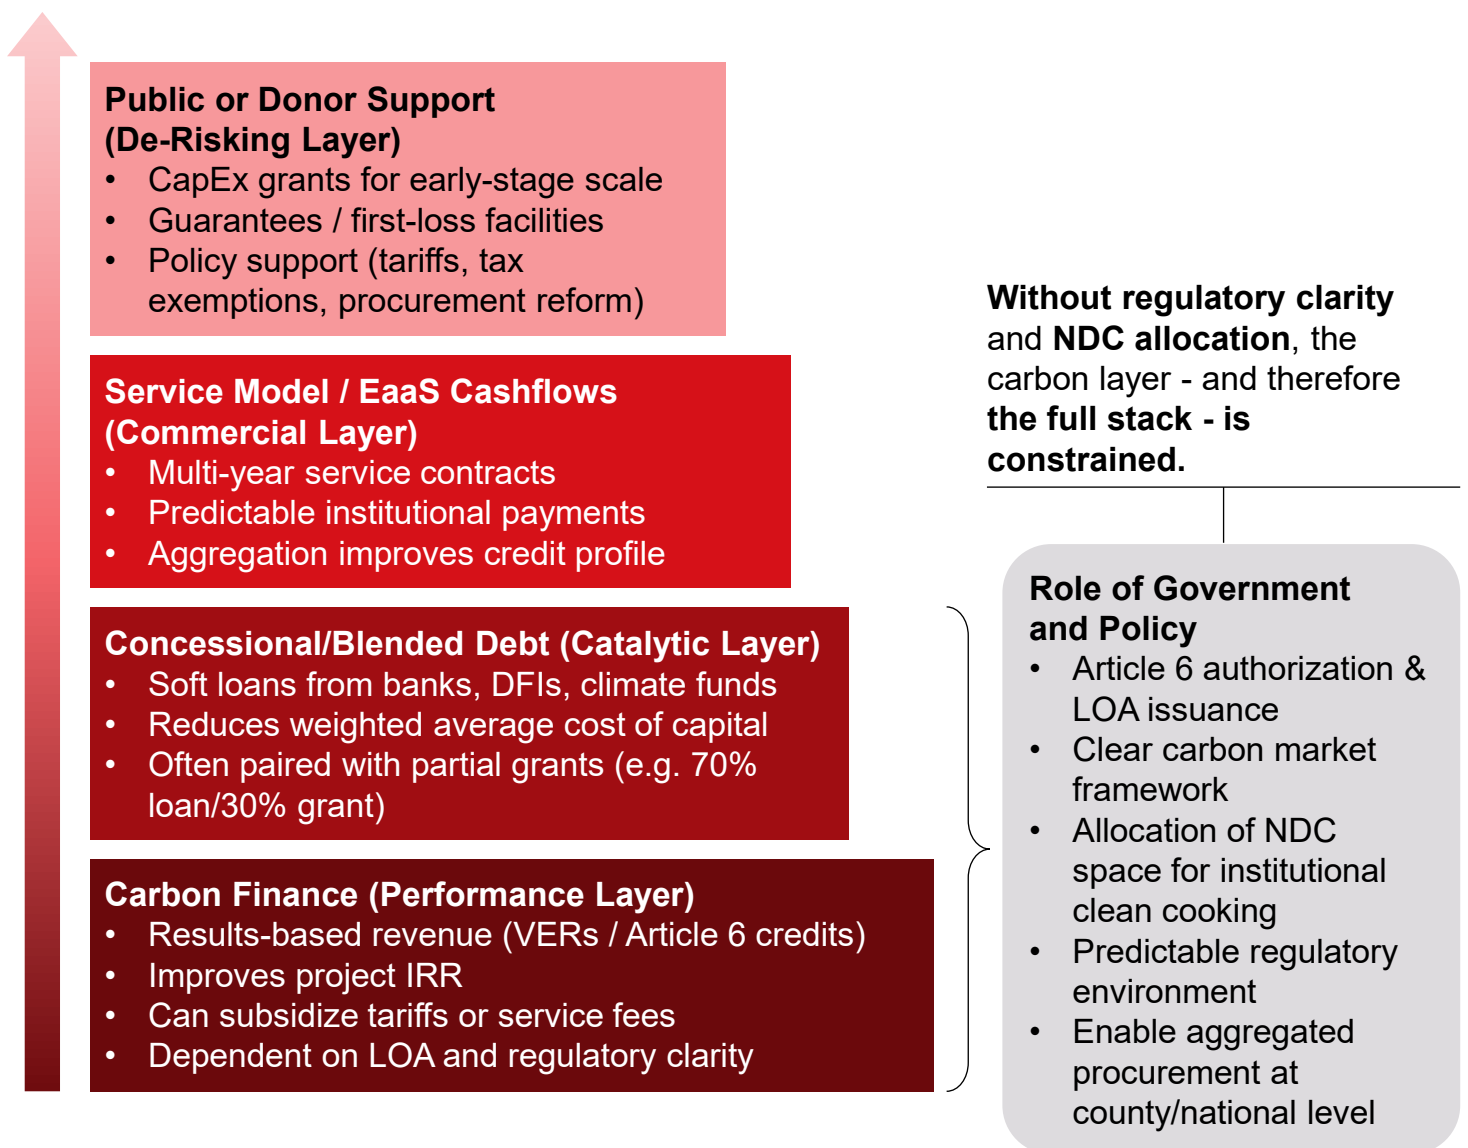 Public or Donor Support
(De-Risking Layer)
• CapEx grants for early-stage scale
• Guarantees / first-loss facilities
• Policy support (tariffs, tax
exemptions, procurement reform)
Service Model / EaaS Cashflows
(Commercial Layer)
• Multi-year service contracts
• Predictable institutional payments
• Aggregation improves credit profile
Concessional/Blended Debt (Catalytic Layer)
• Soft loans from banks, DFIs, climate funds
• Reduces weighted average cost of capital
• Often paired with partial grants (e.g. 70%
loan/30% grant)
Carbon Finance (Performance Layer)
• Results-based revenue (VERs / Article 6 credits)
• Improves project IRR
• Can subsidize tariffs or service fees
• Dependent on LOA and regulatory clarity
Without regulatory clarity
and NDC allocation, the
carbon layer - and therefore
the full stack - is
constrained.
Role of Government
and Policy
• Article 6 authorization &
LOA issuance
• Clear carbon market
framework
• Allocation of NDC
space for institutional
clean cooking
• Predictable regulatory
environment
• Enable aggregated
procurement at
county/national level